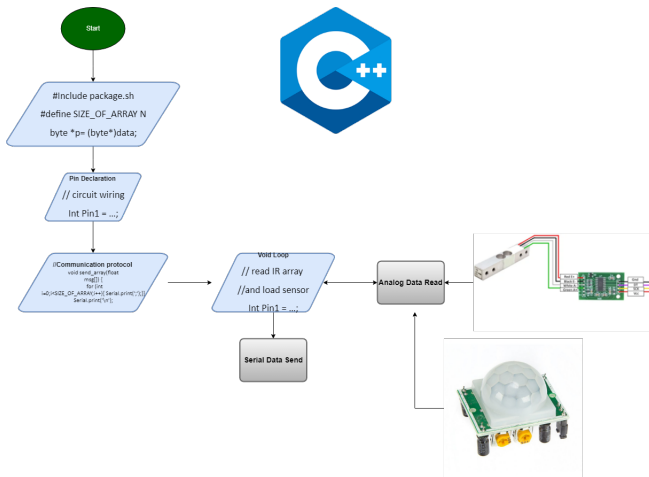 Start
C++
#Include package.sh
#define SIZE_OF_ARRAY N
byte *p= (byte*)data;
Pin Declaration
// circuit wiring
Int Pin1 = ...;
//Communication protocol
void send_array(float
msg[]) {
for (int
i=0;i<SIZE_OF_ARRAY;i++){ Serial.print(";");}}
Serial.print("\n");
Void Loop
// read IR array
//and load sensor
Int Pin1 = ...;
Analog Data Read
Serial Data Send